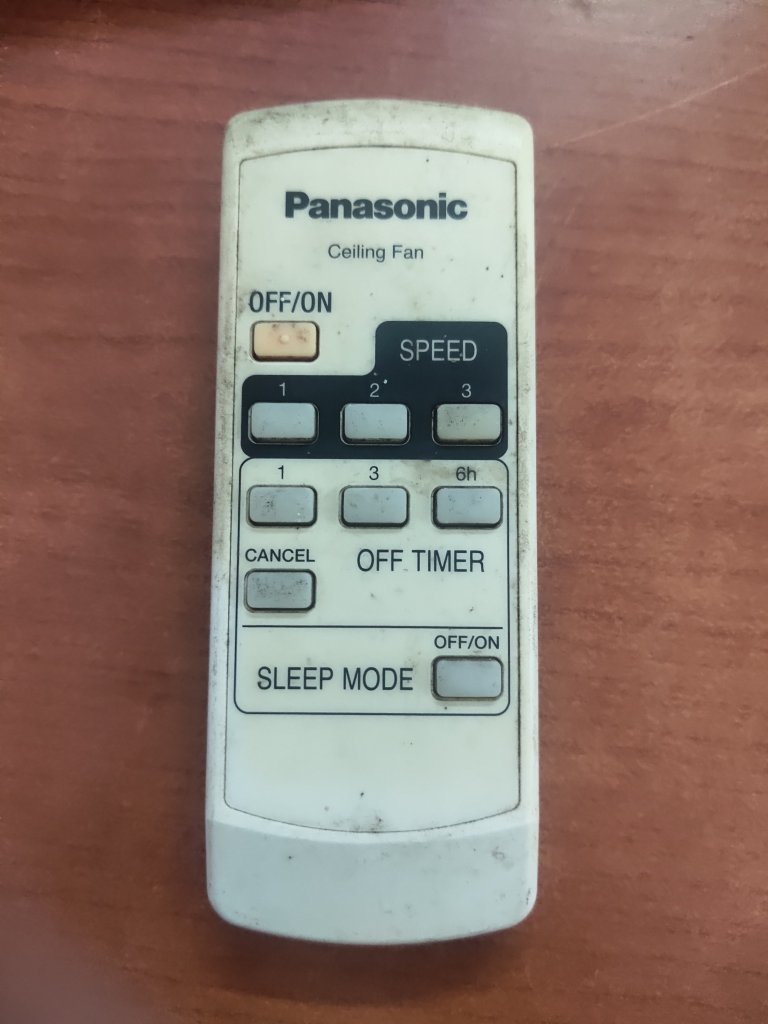 Panasonic
Ceiling Fan
OFF/ON
SPEED
1 2 3
1 3 6h
CANCEL
OFF TIMER
OFF/ON
SLEEP MODE